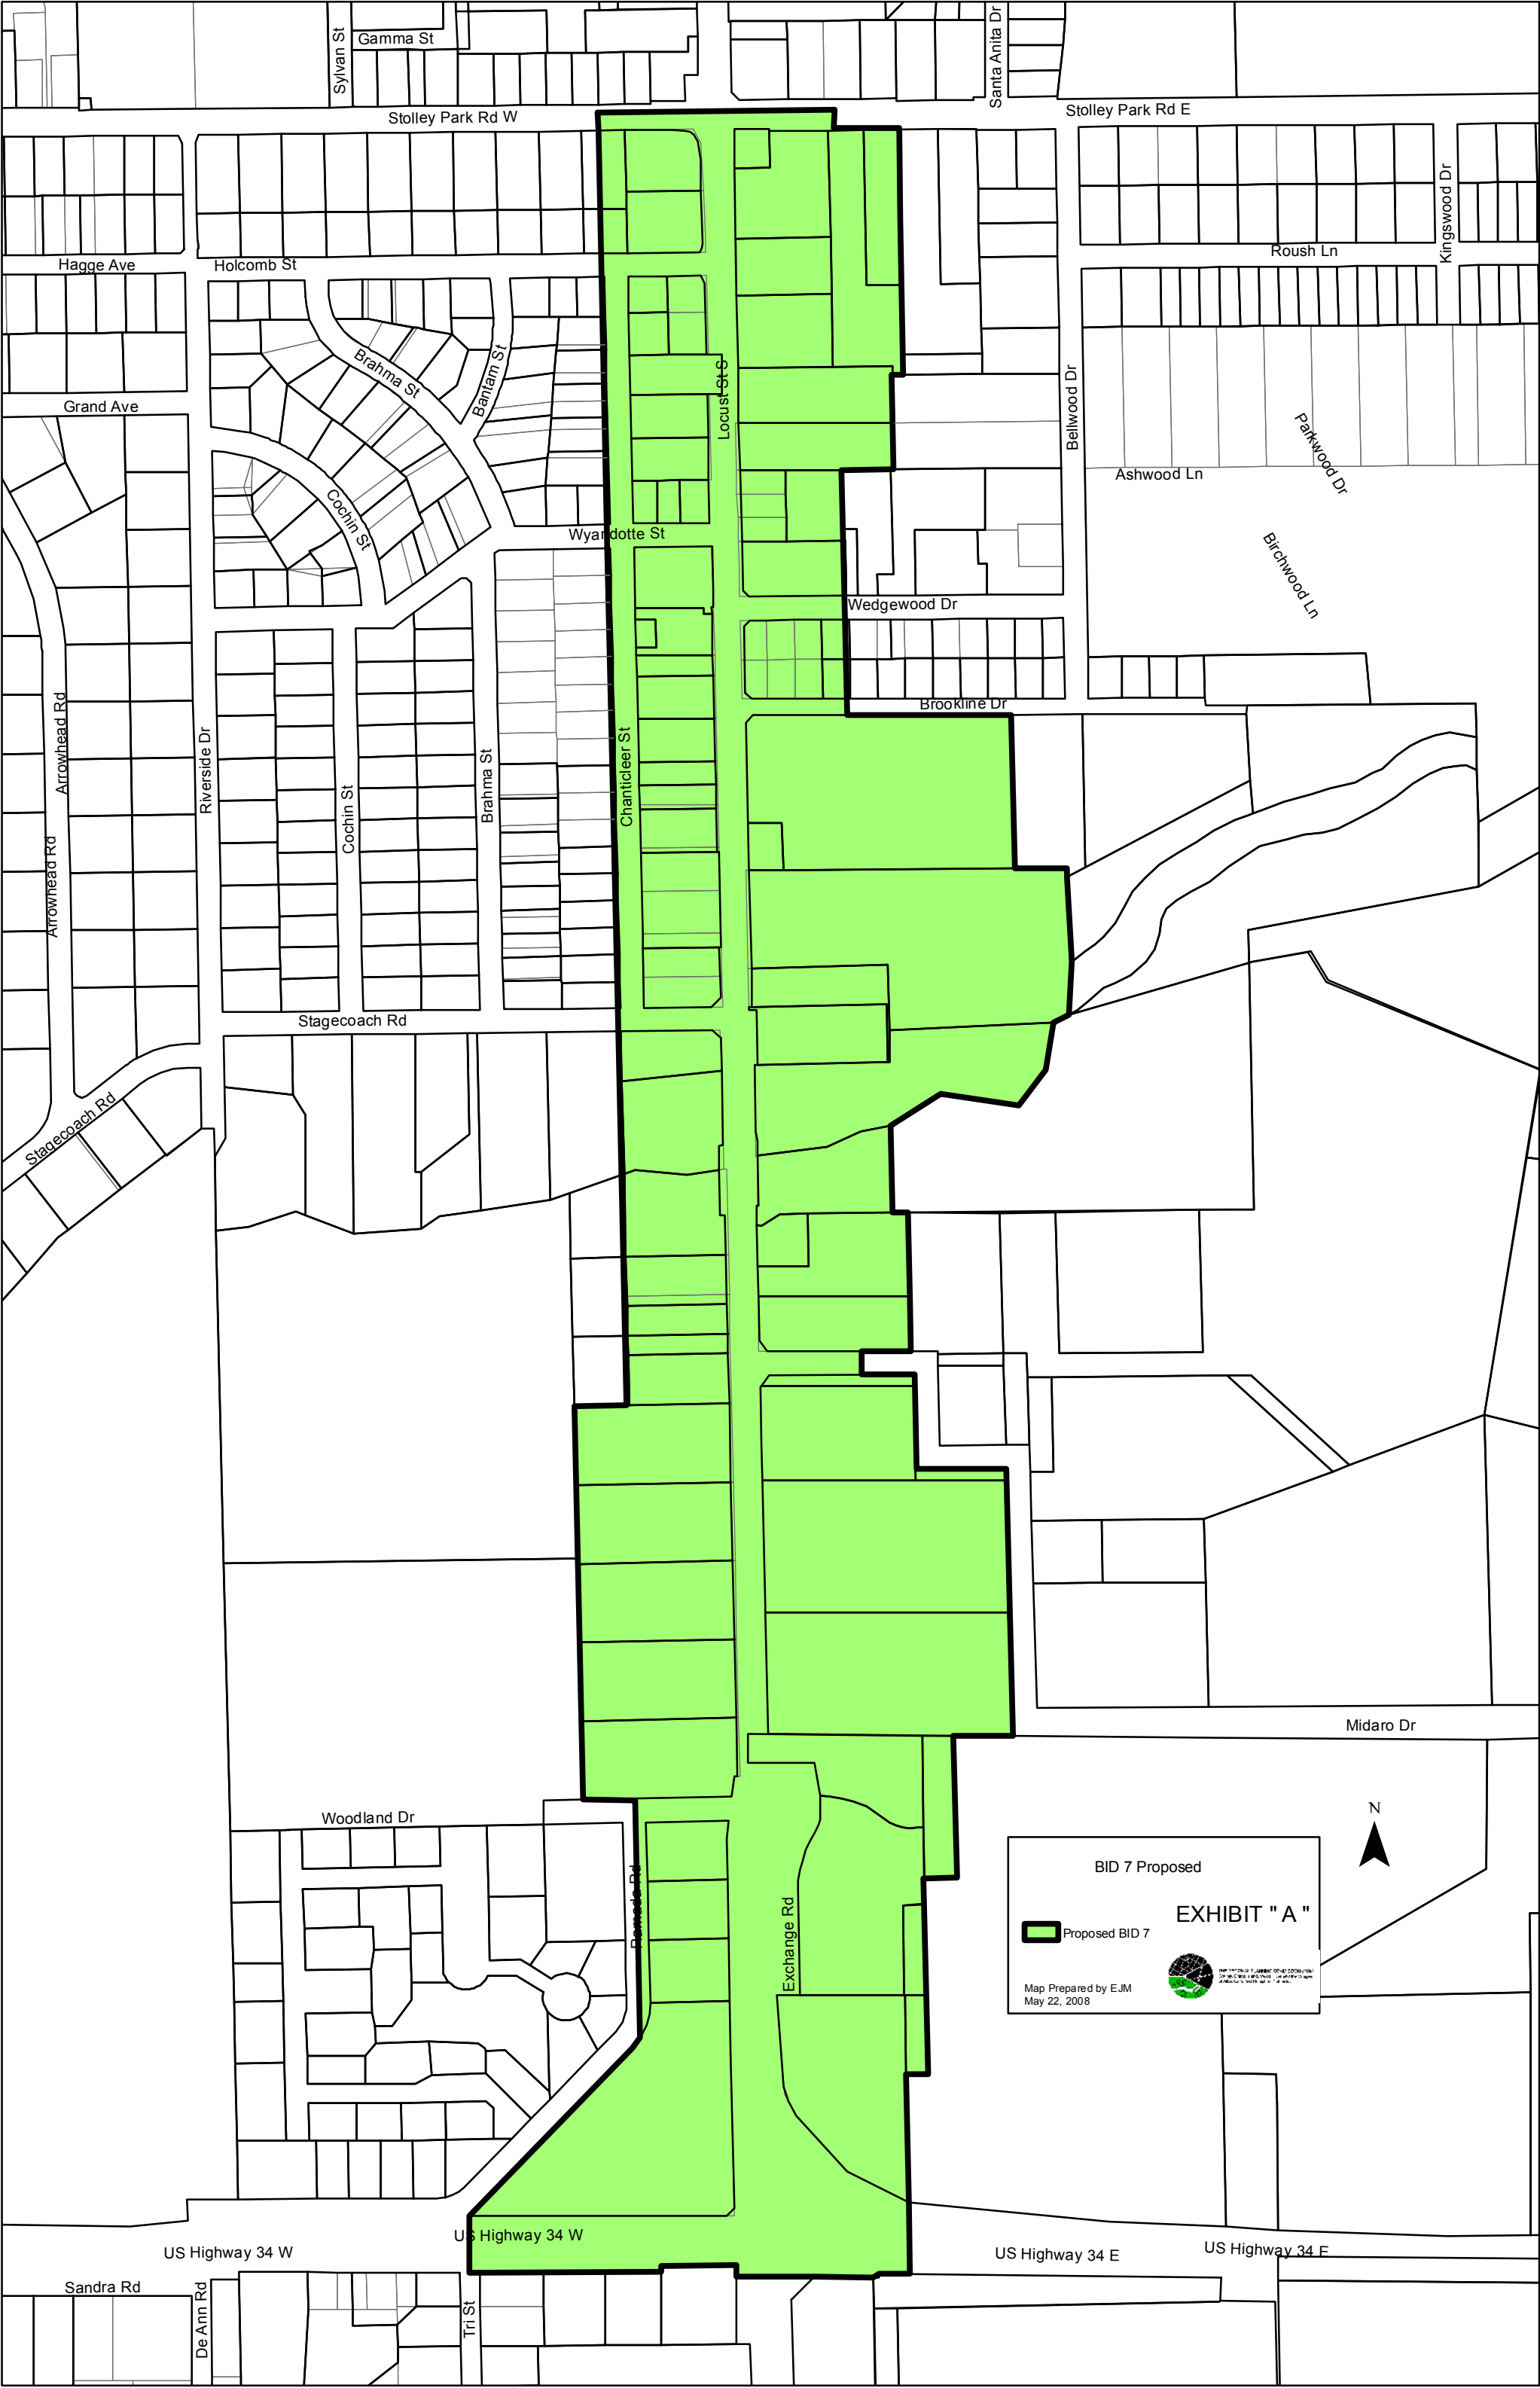 Gamma St
Sylvan St
Santa Anita Dr
Stolley Park Rd W
Stolley Park Rd E
Kingswood Dr
Hagge Ave
Holcomb St
Roush Ln
Brahma St
Bantam St
Locust St S
Bellwood Dr
Grand Ave
Parkwood Dr
Ashwood Ln
Cochin St
Wyandotte St
Birchwood Ln
Wedgewood Dr
Brookline Dr
Arrowhead Rd
Riverside Dr
Cochin St
Brahma St
Chanticleer St
Arrowhead Rd
Stagecoach Rd
Stagecoach Rd
Midaro Dr
Woodland Dr
Ramada Rd
Exchange Rd
N
BID 7 Proposed
EXHIBIT "A"
Proposed BID 7
Map Prepared by EJM
May 22, 2008
US Highway 34 W
US Highway 34 W
US Highway 34 E
US Highway 34 E
Sandra Rd
De Ann Rd
Tri St